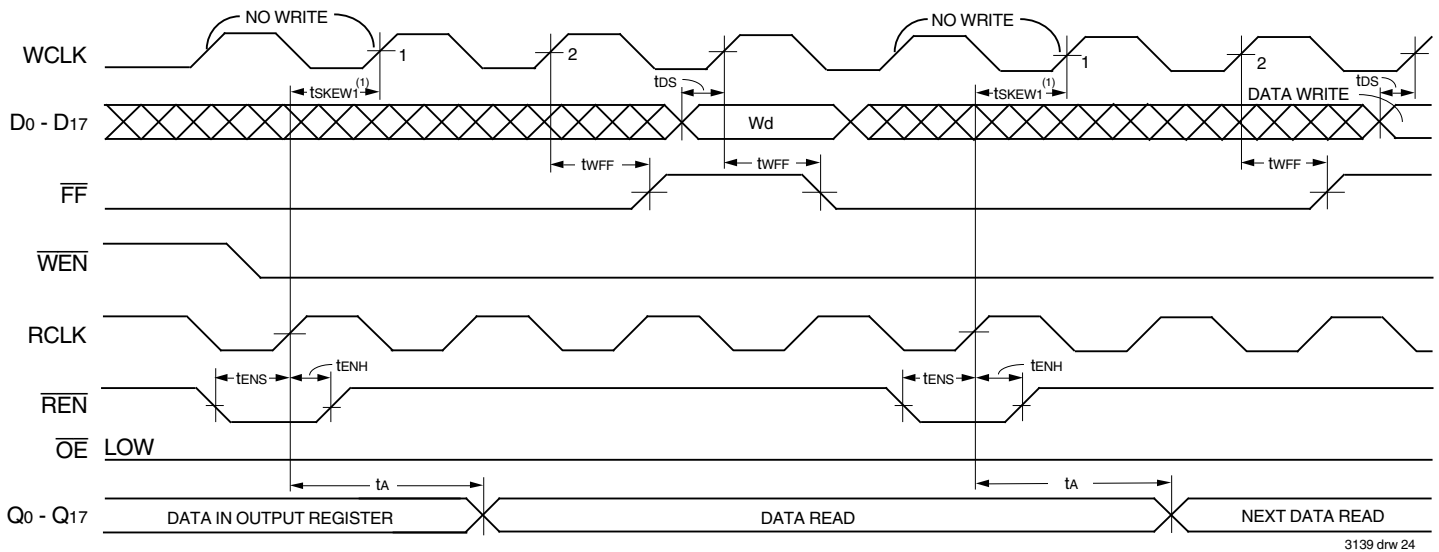 NO WRITE
NO WRITE
WCLK
1
2
1
2
tSKEW1(1)
tDS
tSKEW1(1)
tDS
DATA WRITE
D0 - D17
Wd
tWFF
tWFF
tWFF
FF
WEN
RCLK
tENS
tENH
tENS
tENH
REN
OE LOW
tA
tA
Q0 - Q17
DATA IN OUTPUT REGISTER
DATA READ
NEXT DATA READ
3139 drw 24